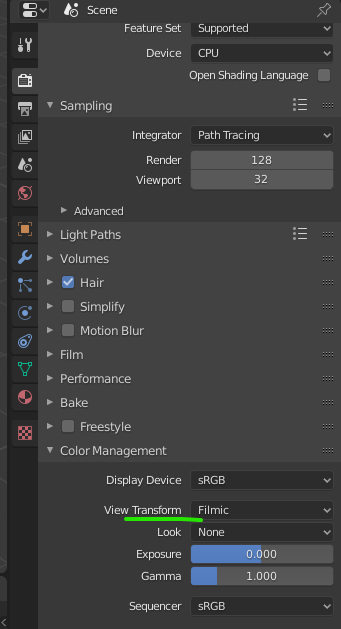 Scene
Feature Set Supported
Device CPU
Open Shading Language
Sampling
Integrator Path Tracing
Render 128
Viewport 32
Advanced
Light Paths
Volumes
Hair
Simplify
Motion Blur
Film
Performance
Bake
Freestyle
Color Management
Display Device sRGB
View Transform Filmic
Look None
Exposure 0.000
Gamma 1.000
Sequencer sRGB